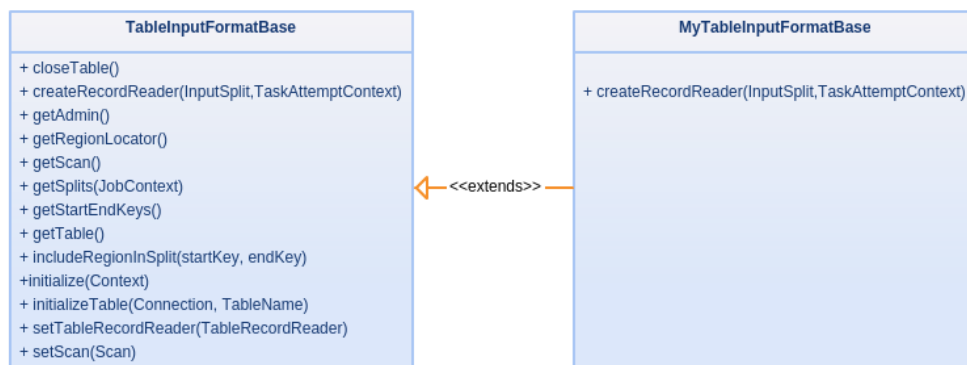 TableInputFormatBase
+ closeTable()
+ createRecordReader(InputSplit,TaskAttemptContext)
+ getAdmin()
+ getRegionLocator()
+ getScan()
+ getSplits(JobContext)
+ getStartEndKeys()
+ getTable()
+ includeRegionInSplit(startKey, endKey)
+initialize(Context)
+ initializeTable(Connection, TableName)
+ setTableRecordReader(TableRecordReader)
+ setScan(Scan)
<<extends>>
MyTableInputFormatBase
+ createRecordReader(InputSplit,TaskAttemptContext)